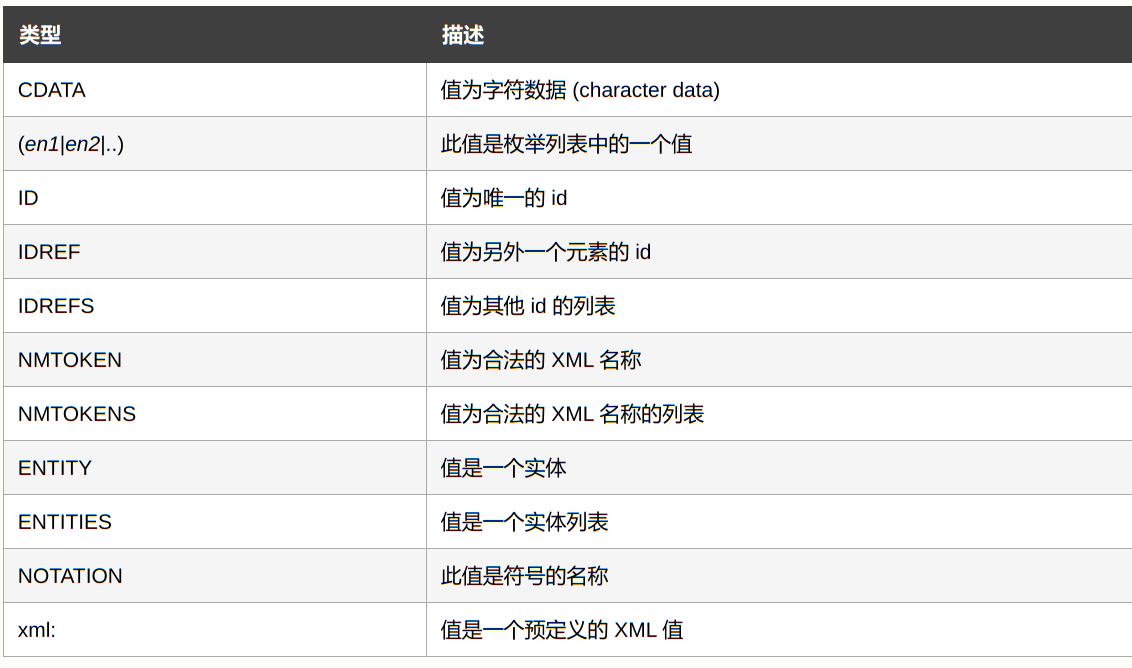 类型 描述
CDATA 值为字符数据 (character data)
(en1|en2|..) 此值是枚举列表中的一个值
ID 值为唯一的 id
IDREF 值为另外一个元素的 id
IDREFS 值为其他 id 的列表
NMTOKEN 值为合法的 XML 名称
NMTOKENS 值为合法的 XML 名称的列表
ENTITY 值是一个实体
ENTITIES 值是一个实体列表
NOTATION 此值是符号的名称
xml: 值是一个预定义的 XML 值